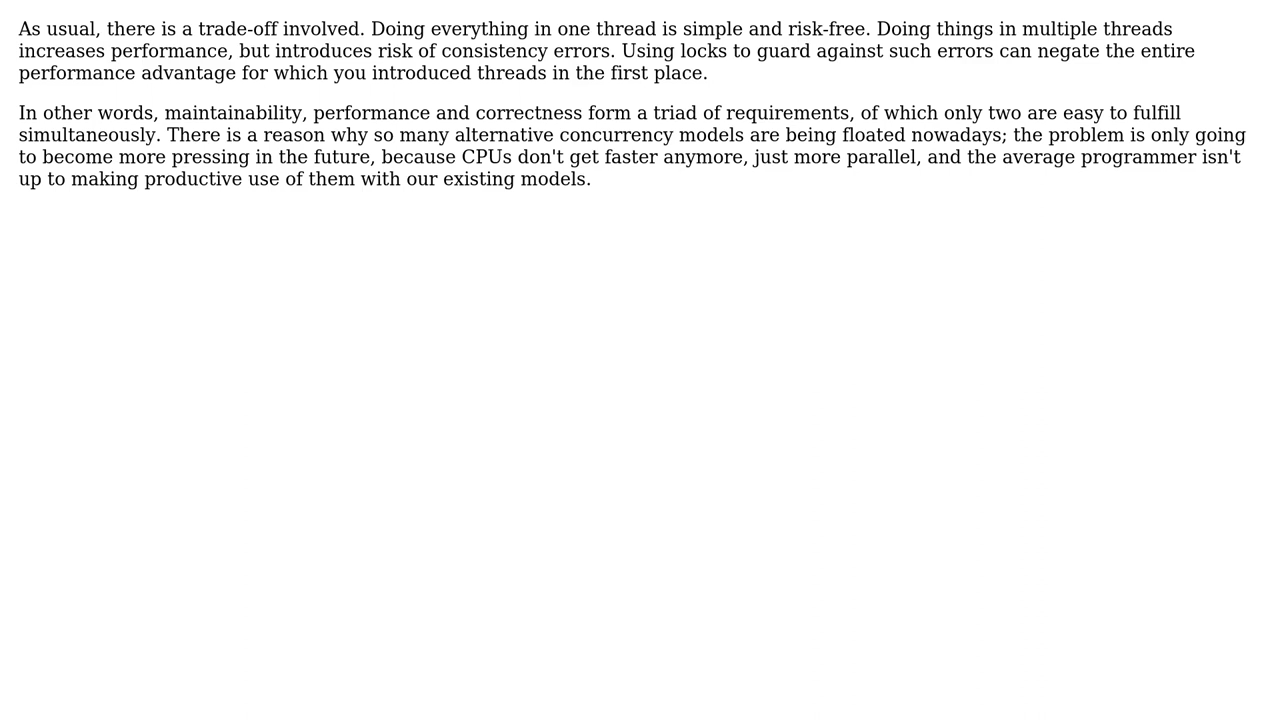 As usual, there is a trade-off involved. Doing everything in one thread is simple and risk-free. Doing things in multiple threads
increases performance, but introduces risk of consistency errors. Using locks to guard against such errors can negate the entire
performance advantage for which you introduced threads in the first place.
In other words, maintainability, performance and correctness form a triad of requirements, of which only two are easy to fulfill
simultaneously. There is a reason why so many alternative concurrency models are being floated nowadays; the problem is only going
to become more pressing in the future, because CPUs don't get faster anymore, just more parallel, and the average programmer isn't
up to making productive use of them with our existing models.